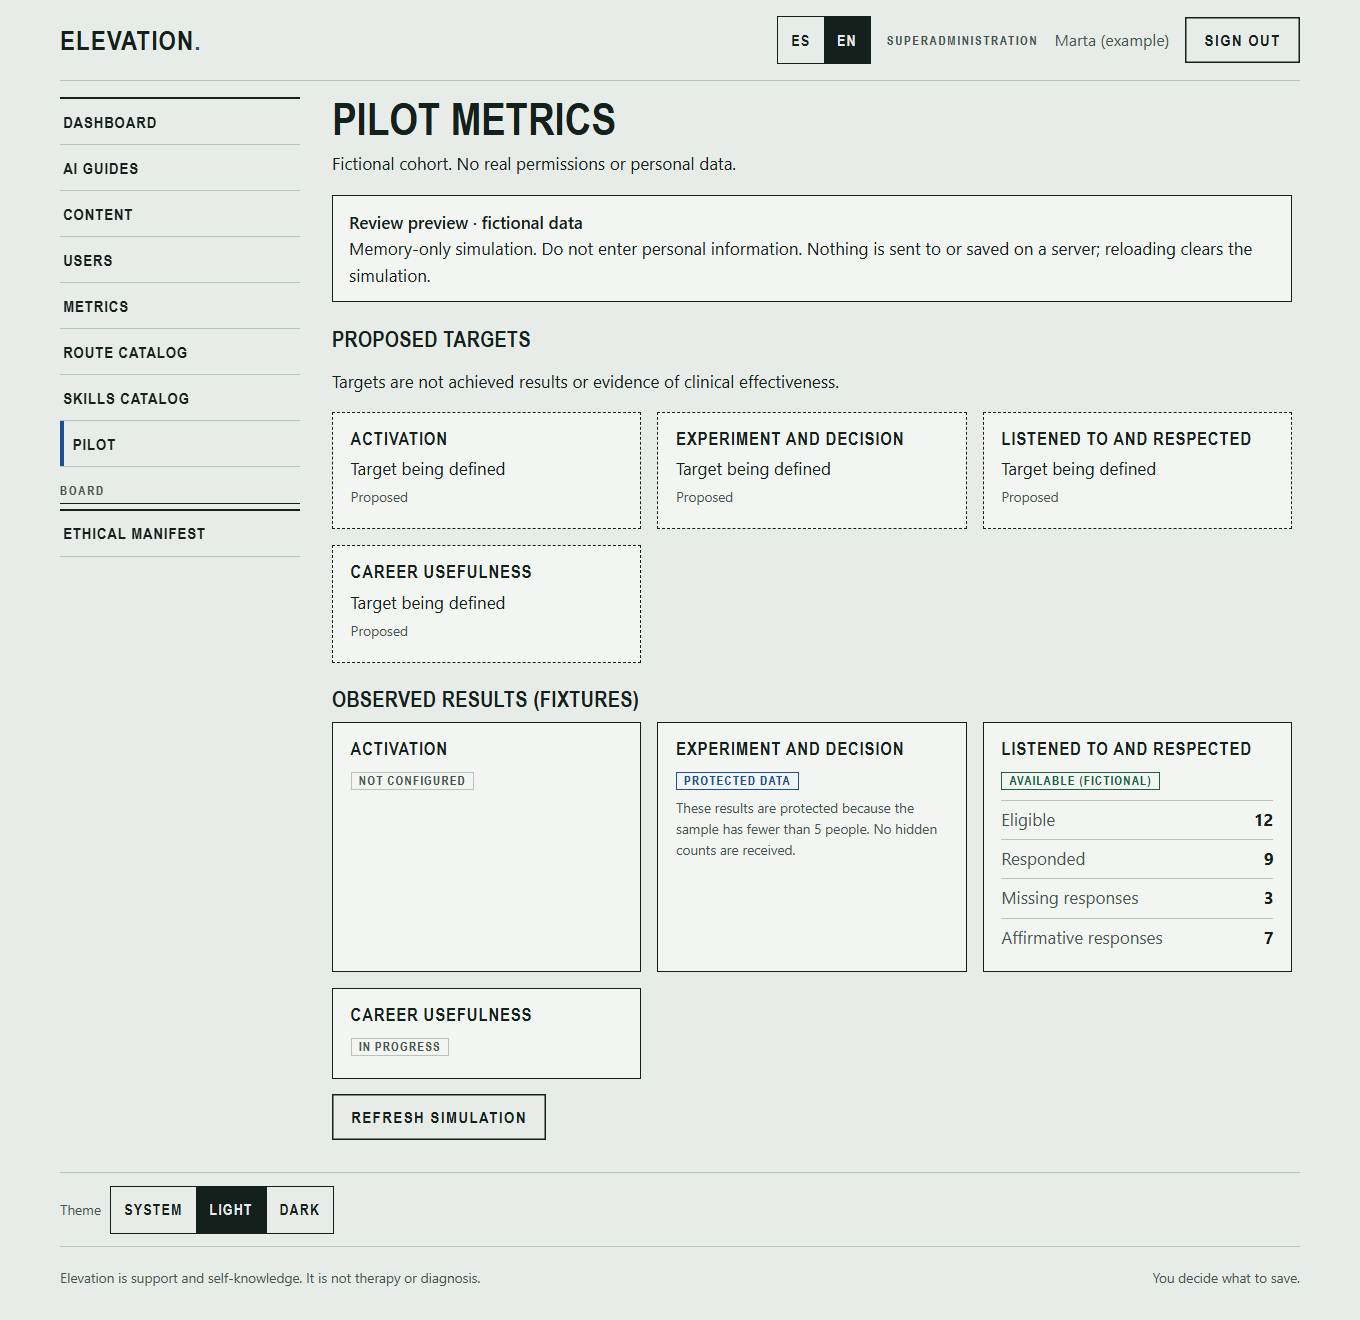 ELEVATION.
ES
EN
SUPERADMINISTRATION
Marta (example)
SIGN OUT
DASHBOARD
AI GUIDES
CONTENT
USERS
METRICS
ROUTE CATALOG
SKILLS CATALOG
PILOT
BOARD
ETHICAL MANIFEST
PILOT METRICS
Fictional cohort. No real permissions or personal data.
Review preview · fictional data
Memory-only simulation. Do not enter personal information. Nothing is sent to or saved on a server; reloading clears the
simulation.
PROPOSED TARGETS
Targets are not achieved results or evidence of clinical effectiveness.
ACTIVATION
Target being defined
Proposed
EXPERIMENT AND DECISION
Target being defined
Proposed
LISTENED TO AND RESPECTED
Target being defined
Proposed
CAREER USEFULNESS
Target being defined
Proposed
OBSERVED RESULTS (FIXTURES)
ACTIVATION
NOT CONFIGURED
EXPERIMENT AND DECISION
PROTECTED DATA
These results are protected because the
sample has fewer than 5 people. No hidden
counts are received.
LISTENED TO AND RESPECTED
AVAILABLE (FICTIONAL)
Eligible 12
Responded 9
Missing responses 3
Affirmative responses 7
CAREER USEFULNESS
IN PROGRESS
REFRESH SIMULATION
Theme
SYSTEM
LIGHT
DARK
Elevation is support and self-knowledge. It is not therapy or diagnosis.
You decide what to save.